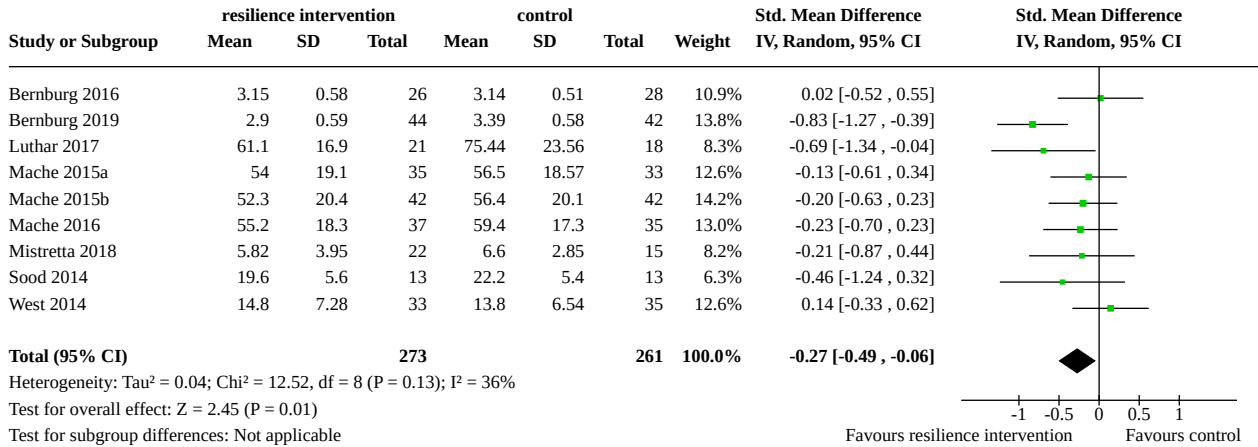 resilience intervention control Std. Mean Difference Std. Mean Difference
Study or Subgroup Mean SD Total Mean SD Total Weight IV, Random, 95% CI IV, Random, 95% CI
Bernburg 2016 3.15 0.58 26 3.14 0.51 28 10.9% 0.02 [-0.52 , 0.55]
Bernburg 2019 2.9 0.59 44 3.39 0.58 42 13.8% -0.83 [-1.27 , -0.39]
Luthar 2017 61.1 16.9 21 75.44 23.56 18 8.3% -0.69 [-1.34 , -0.04]
Mache 2015a 54 19.1 35 56.5 18.57 33 12.6% -0.13 [-0.61 , 0.34]
Mache 2015b 52.3 20.4 42 56.4 20.1 42 14.2% -0.20 [-0.63 , 0.23]
Mache 2016 55.2 18.3 37 59.4 17.3 35 13.0% -0.23 [-0.70 , 0.23]
Mistretta 2018 5.82 3.95 22 6.6 2.85 15 8.2% -0.21 [-0.87 , 0.44]
Sood 2014 19.6 5.6 13 22.2 5.4 13 6.3% -0.46 [-1.24 , 0.32]
West 2014 14.8 7.28 33 13.8 6.54 35 12.6% 0.14 [-0.33 , 0.62]
Total (95% CI) 273 261 100.0% -0.27 [-0.49 , -0.06]
Heterogeneity: Tau² = 0.04; Chi² = 12.52, df = 8 (P = 0.13); I² = 36%
Test for overall effect: Z = 2.45 (P = 0.01)
-1 -0.5 0 0.5 1
Test for subgroup differences: Not applicable
Favours resilience intervention Favours control